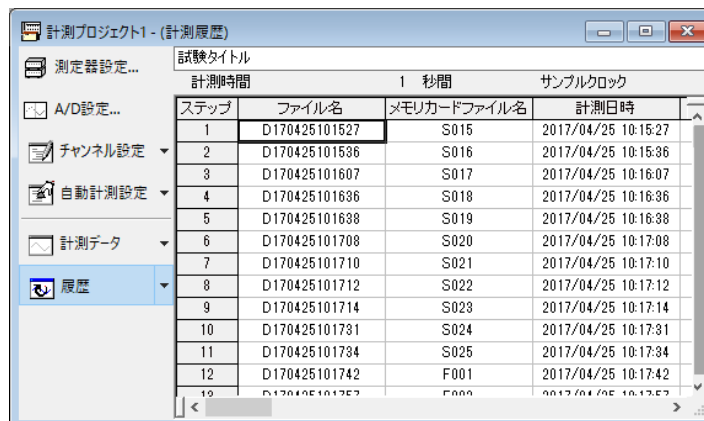 計測プロジェクト1 - (計測履歴)
測定器設定...
A/D設定...
チャンネル設定
自動計測設定
計測データ
履歴
試験タイトル
計測時間 1 秒間 サンプルクロック
ステップ ファイル名 メモリカードファイル名 計測日時
1 D170425101527 S015 2017/04/25 10:15:27
2 D170425101536 S016 2017/04/25 10:15:36
3 D170425101607 S017 2017/04/25 10:16:07
4 D170425101636 S018 2017/04/25 10:16:36
5 D170425101638 S019 2017/04/25 10:16:38
6 D170425101708 S020 2017/04/25 10:17:08
7 D170425101710 S021 2017/04/25 10:17:10
8 D170425101712 S022 2017/04/25 10:17:12
9 D170425101714 S023 2017/04/25 10:17:14
10 D170425101731 S024 2017/04/25 10:17:31
11 D170425101734 S025 2017/04/25 10:17:34
12 D170425101742 F001 2017/04/25 10:17:42